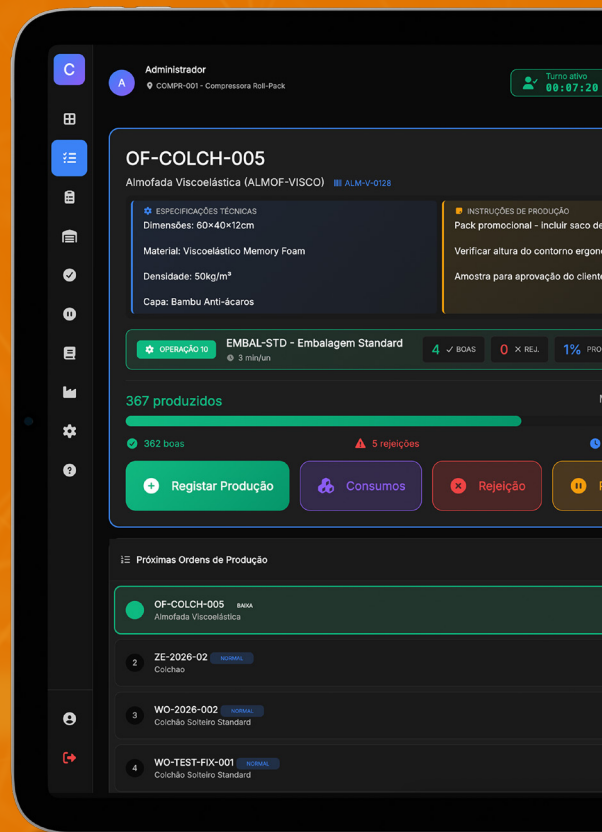 C
A
Administrador
COMPR-001 - Compressora Roll-Pack
Turno ativo
00:07:20
OF-COLCH-005
Almofada Viscoelástica (ALMOF-VISCO) ALM-V-0128
ESPECIFICAÇÕES TÉCNICAS
Dimensões: 60×40×12cm
Material: Viscoelástico Memory Foam
Densidade: 50kg/m³
Capa: Bambu Anti-ácaros
INSTRUÇÕES DE PRODUÇÃO
Pack promocional - incluir saco de
Verificar altura do contorno ergon
Amostra para aprovação do cliente
OPERAÇÃO 10
EMBAL-STD - Embalagem Standard
3 min/un
4 BOAS
0 × REJ.
1% PRO
367 produzidos
362 boas
5 rejeições
Registar Produção
Consumos
Rejeição
Próximas Ordens de Produção
OF-COLCH-005 BAIXA
Almofada Viscoelástica
2
ZE-2026-02 NORMAL
Colchao
3
WO-2026-002 NORMAL
Colchão Solteiro Standard
4
WO-TEST-FIX-001 NORMAL
Colchão Solteiro Standard